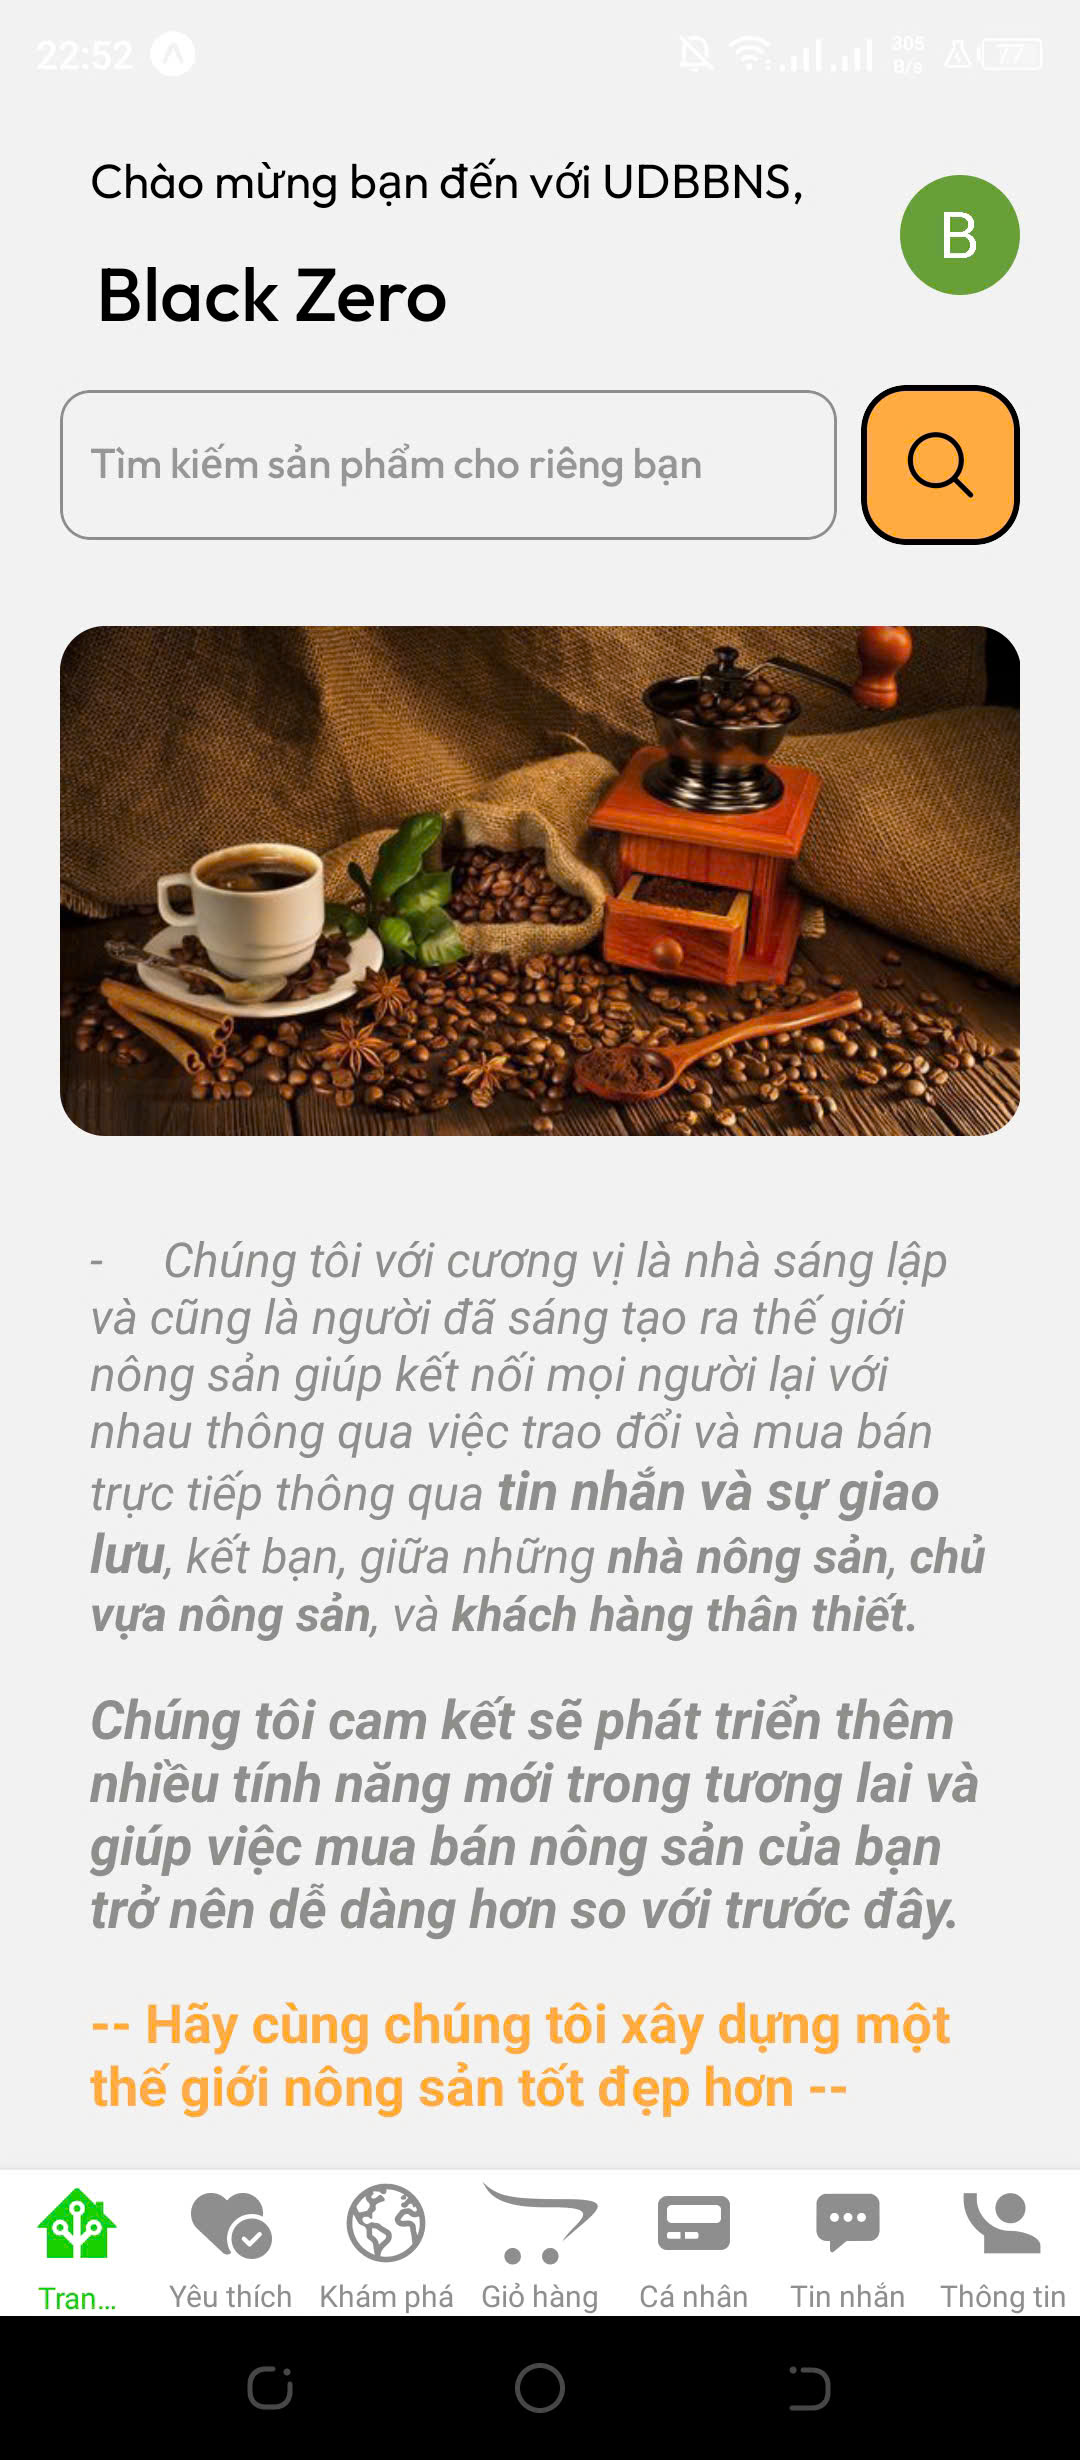 22:52
305
B/s
77
Chào mừng bạn đến với UDBBNS,
B
Black Zero
Tìm kiếm sản phẩm cho riêng bạn
- Chúng tôi với cương vị là nhà sáng lập
và cũng là người đã sáng tạo ra thế giới
nông sản giúp kết nối mọi người lại với
nhau thông qua việc trao đổi và mua bán
trực tiếp thông qua tin nhắn và sự giao
lưu, kết bạn, giữa những nhà nông sản, chủ
vựa nông sản, và khách hàng thân thiết.
Chúng tôi cam kết sẽ phát triển thêm
nhiều tính năng mới trong tương lai và
giúp việc mua bán nông sản của bạn
trở nên dễ dàng hơn so với trước đây.
-- Hãy cùng chúng tôi xây dựng một
thế giới nông sản tốt đẹp hơn --
Tran... Yêu thích Khám phá Giỏ hàng Cá nhân Tin nhắn Thông tin